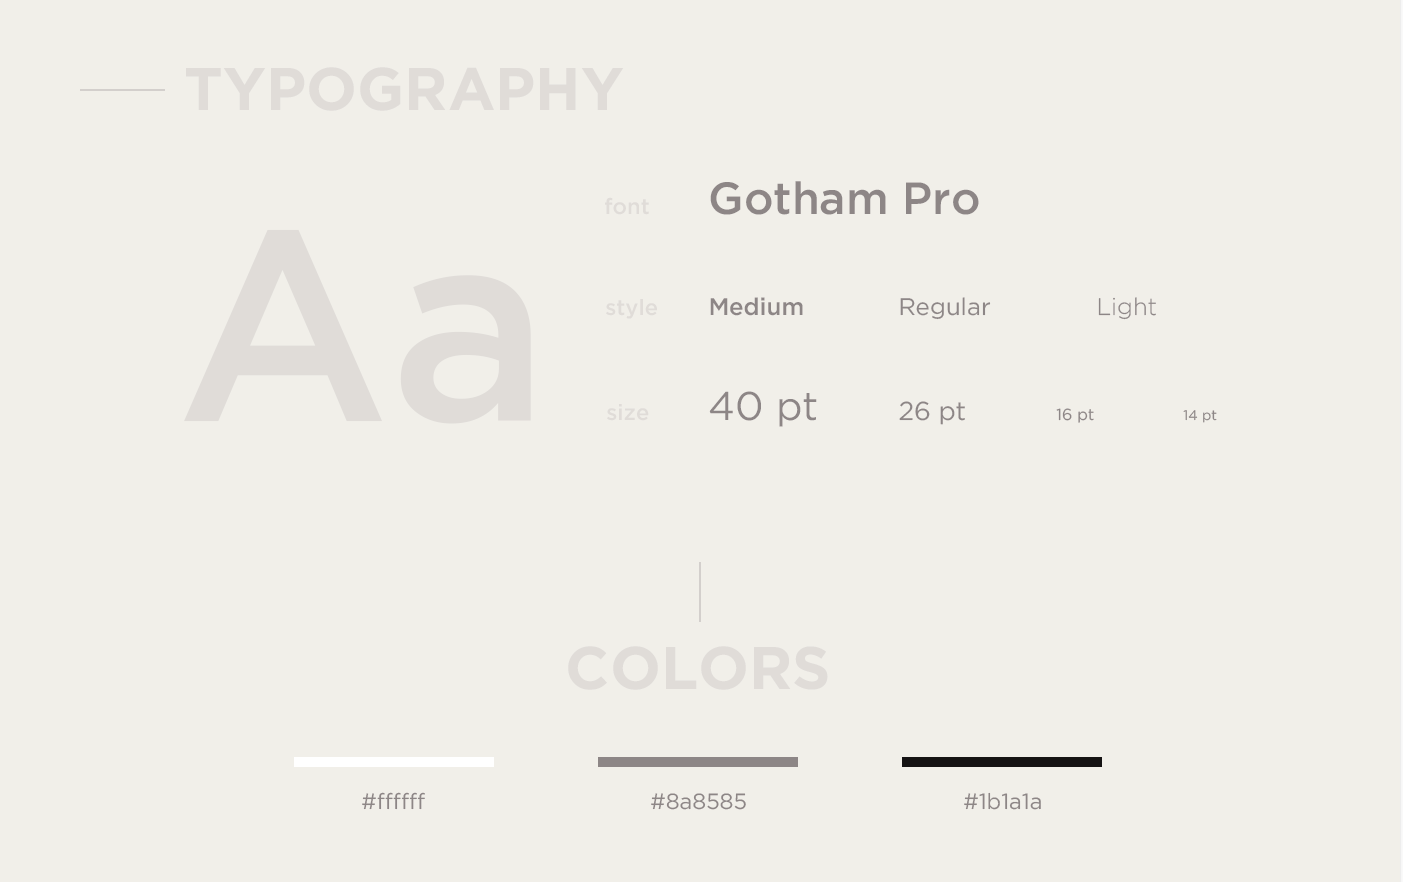 TYPOGRAPHY
Aa
font Gotham Pro
style Medium Regular Light
size 40 pt 26 pt 16 pt 14 pt
COLORS
#ffffff #8a8585 #1b1a1a